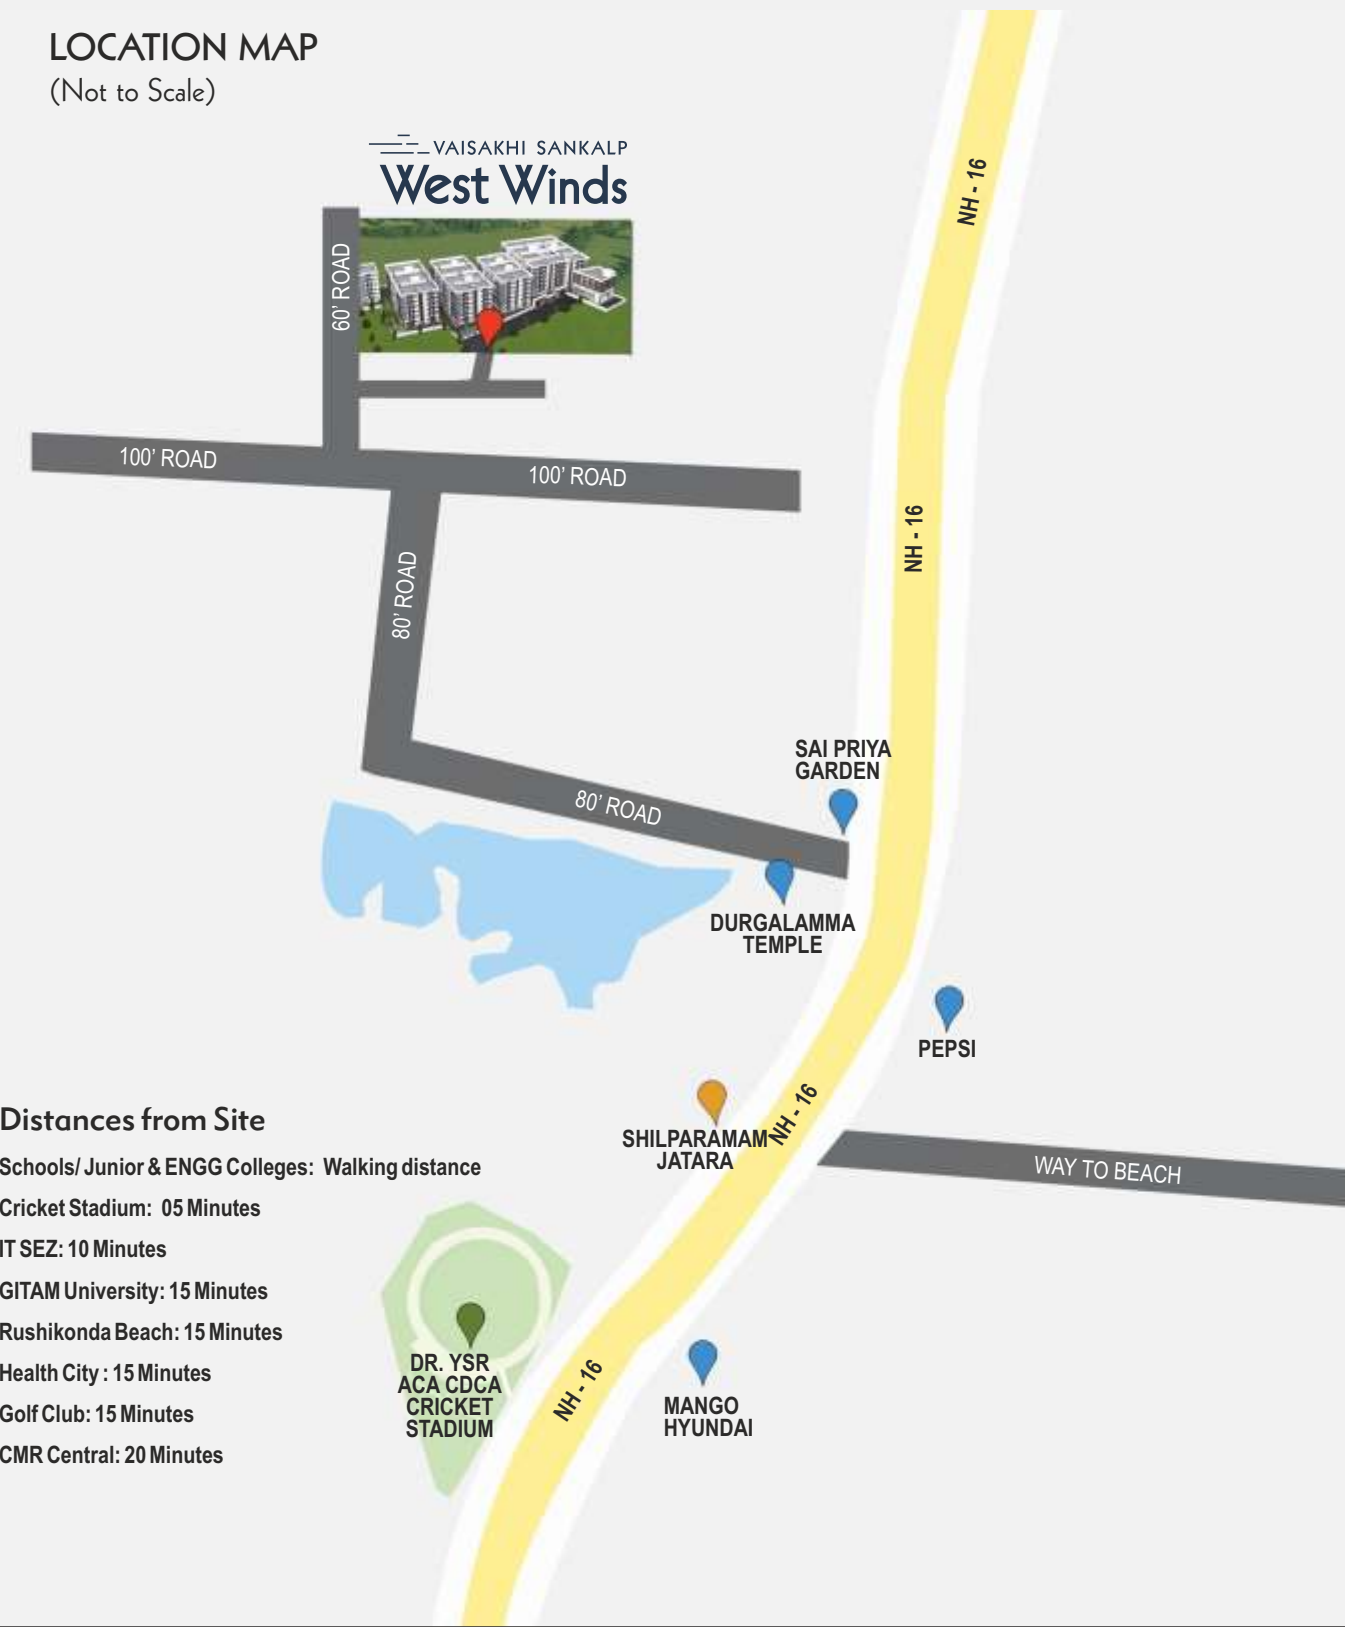 LOCATION MAP
(Not to Scale)
VAISAKHI SANKALP
West Winds
60’ ROAD
100’ ROAD
100’ ROAD
80’ ROAD
80’ ROAD
NH - 16
NH - 16
SAI PRIYA
GARDEN
DURGALAMMA
TEMPLE
PEPSI
NH - 16
SHILPARAMAM
JATARA
WAY TO BEACH
Distances from Site
Schools/ Junior & ENGG Colleges: Walking distance
Cricket Stadium: 05 Minutes
IT SEZ: 10 Minutes
GITAM University: 15 Minutes
Rushikonda Beach: 15 Minutes
Health City : 15 Minutes
Golf Club: 15 Minutes
CMR Central: 20 Minutes
DR. YSR
ACA CDCA
CRICKET
STADIUM
NH - 16
MANGO
HYUNDAI